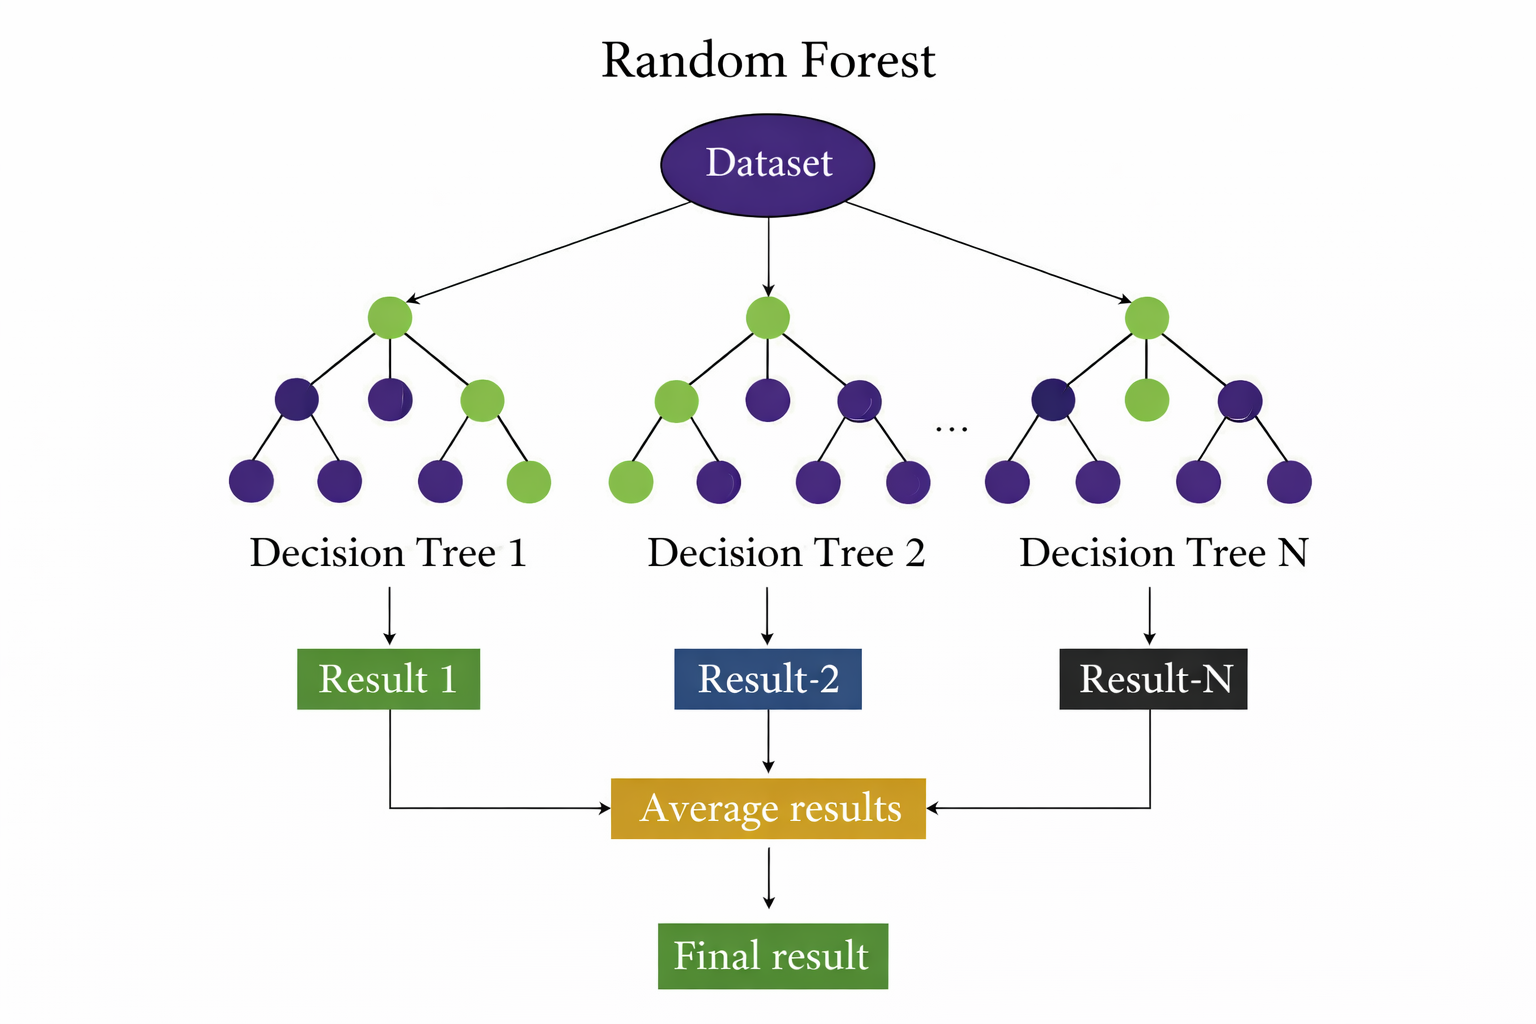 Random Forest
Dataset
...
Decision Tree 1
Decision Tree 2
Decision Tree N
Result 1
Result-2
Result-N
Average results
Final result